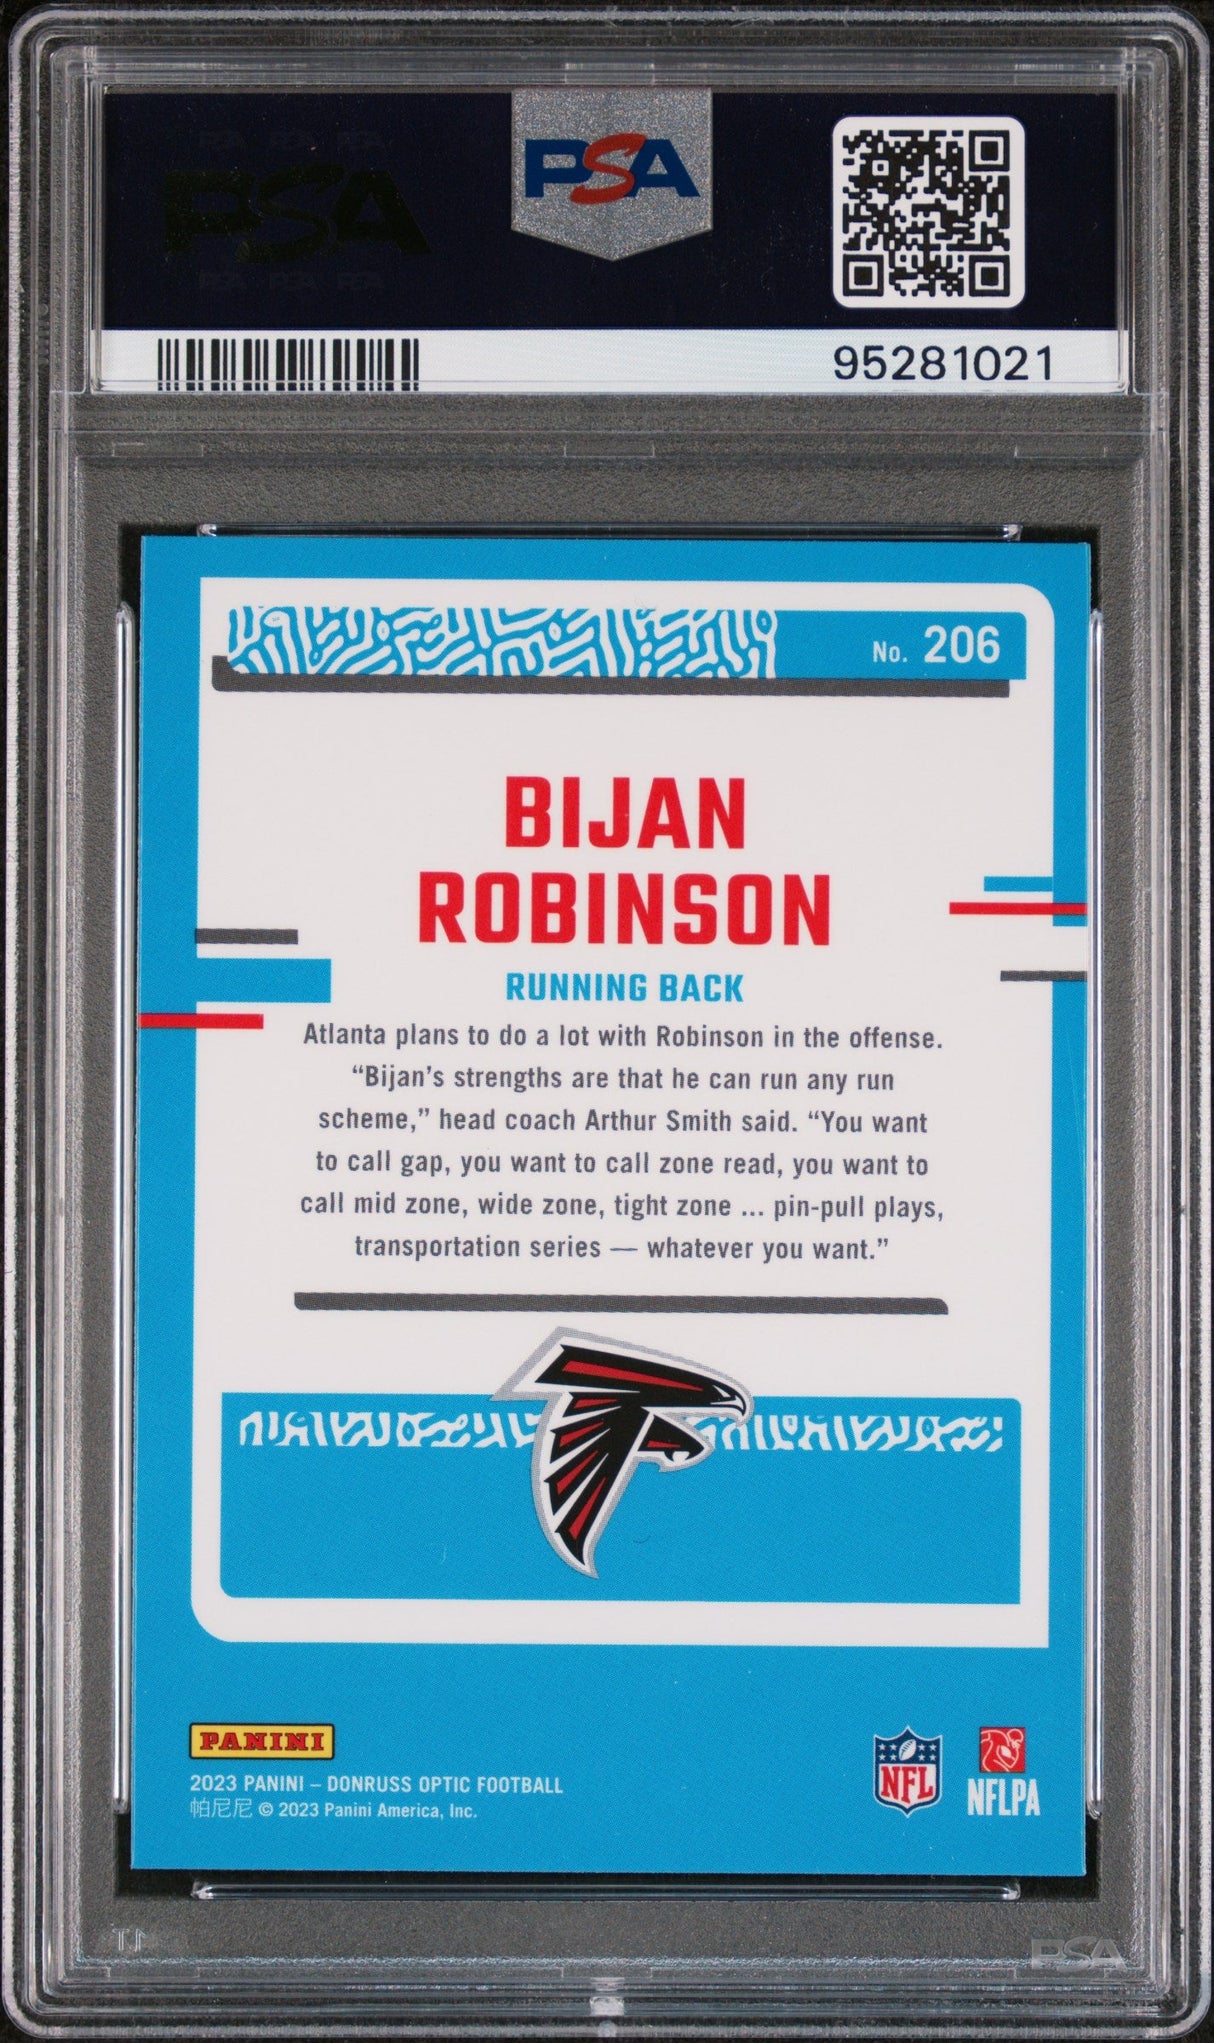 PSA
PSA
95281021
No. 206
BIJAN
ROBINSON
RUNNING BACK
Atlanta plans to do a lot with Robinson in the offense.
“Bijan’s strengths are that he can run any run
scheme,” head coach Arthur Smith said. “You want
to call gap, you want to call zone read, you want to
call mid zone, wide zone, tight zone ... pin-pull plays,
transportation series — whatever you want.”
PANINI
2023 PANINI – DONRUSS OPTIC FOOTBALL
帕尼尼 © 2023 Panini America, Inc.
NFL
NFLPA
PSA